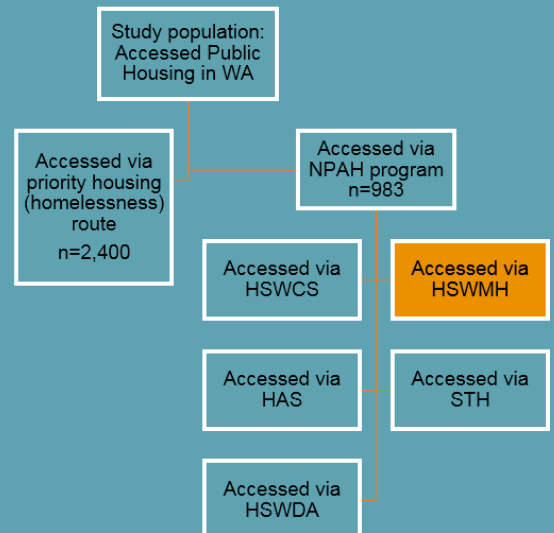 Study population:
Accessed Public
Housing in WA
Accessed via
priority housing
(homelessness)
route
n=2,400
Accessed via
NPAH program
n=983
Accessed via
HSWCS
Accessed via
HSWMH
Accessed via
HAS
Accessed via
STH
Accessed via
HSWDA